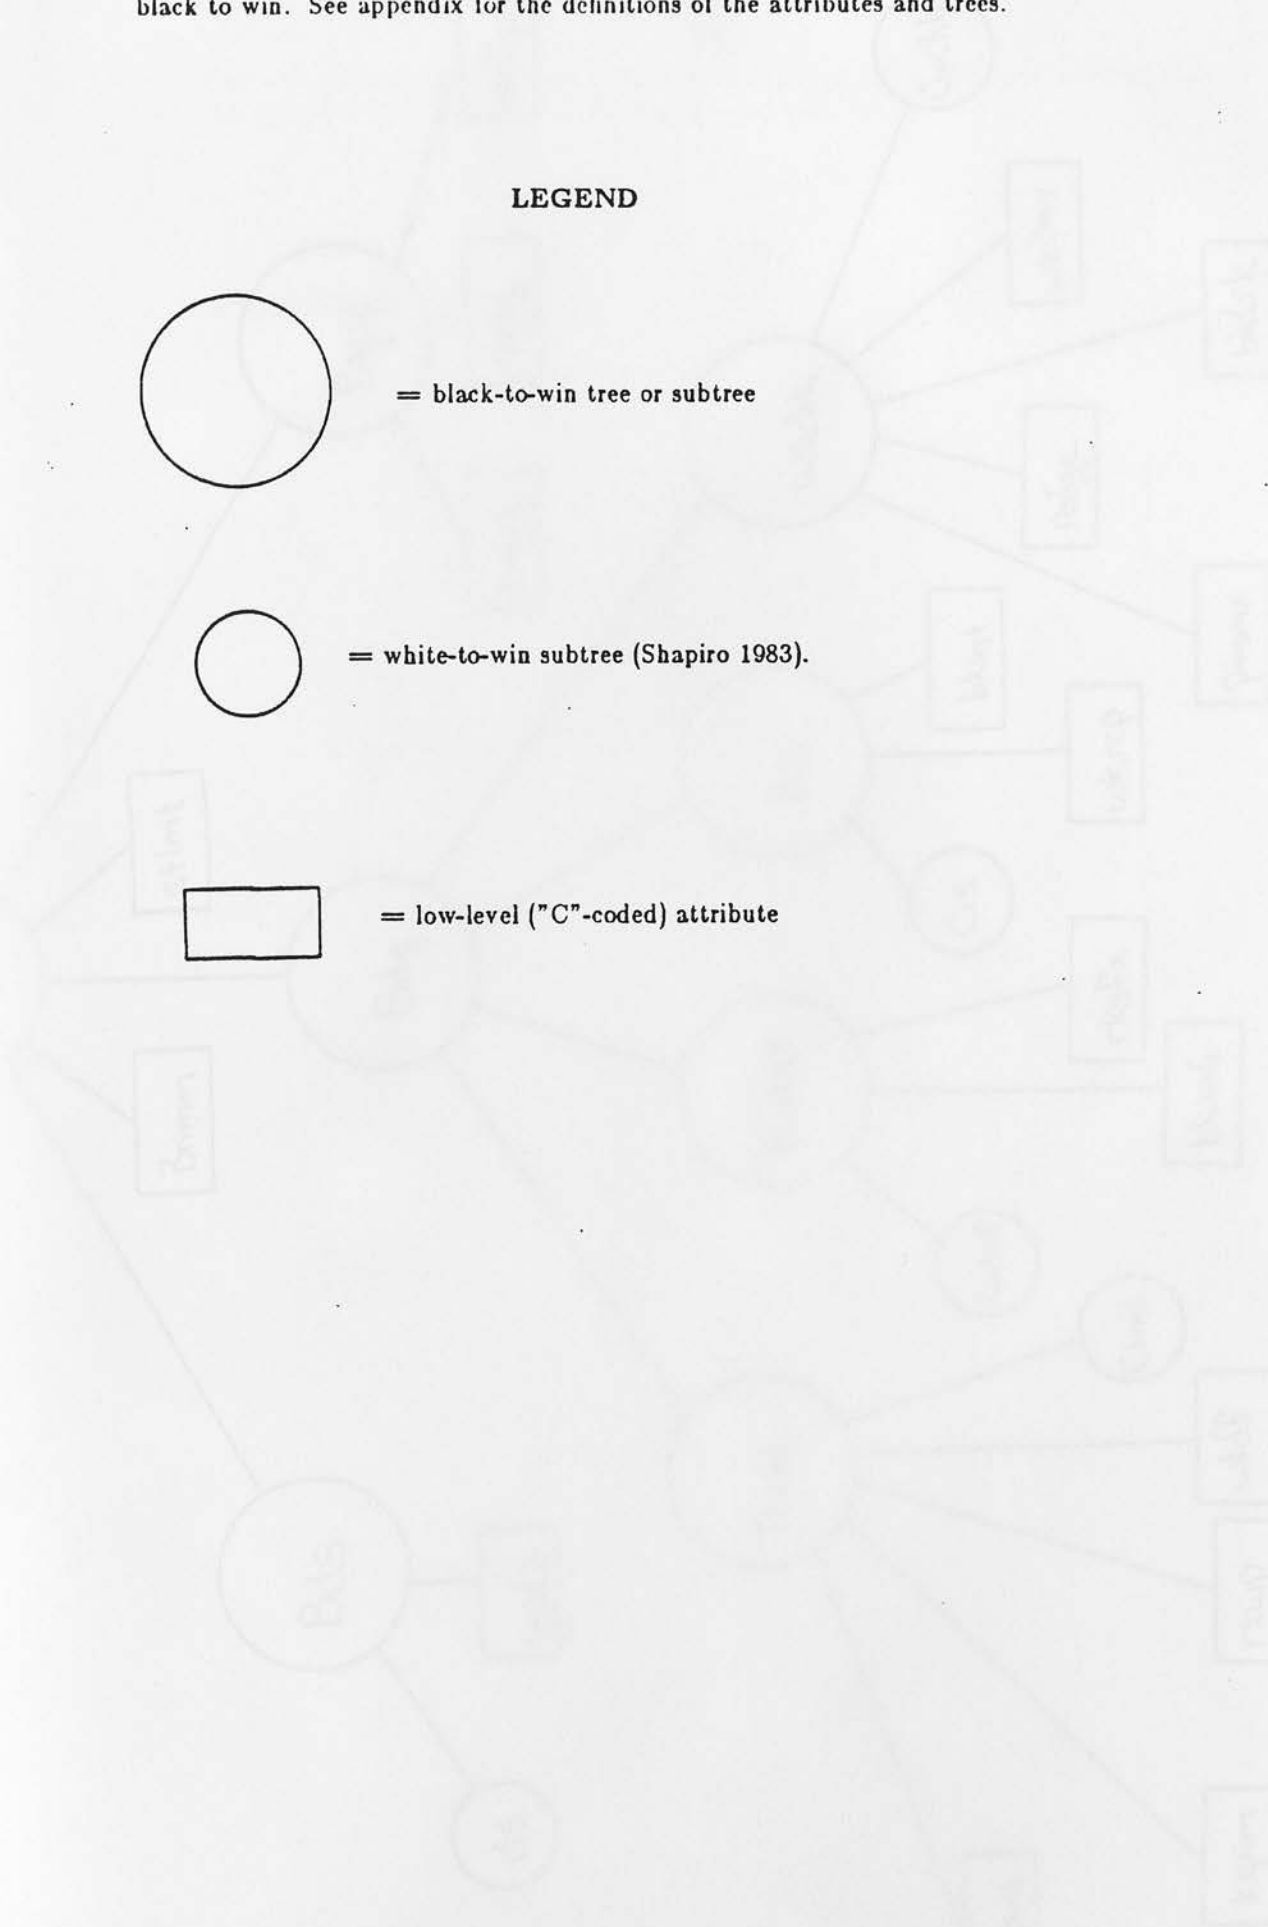 black to win. See appendix for the definitions of the attributes and trees.
LEGEND
= black-to-win tree or subtree
= white-to-win subtree (Shapiro 1983).
= low-level ("C"-coded) attribute